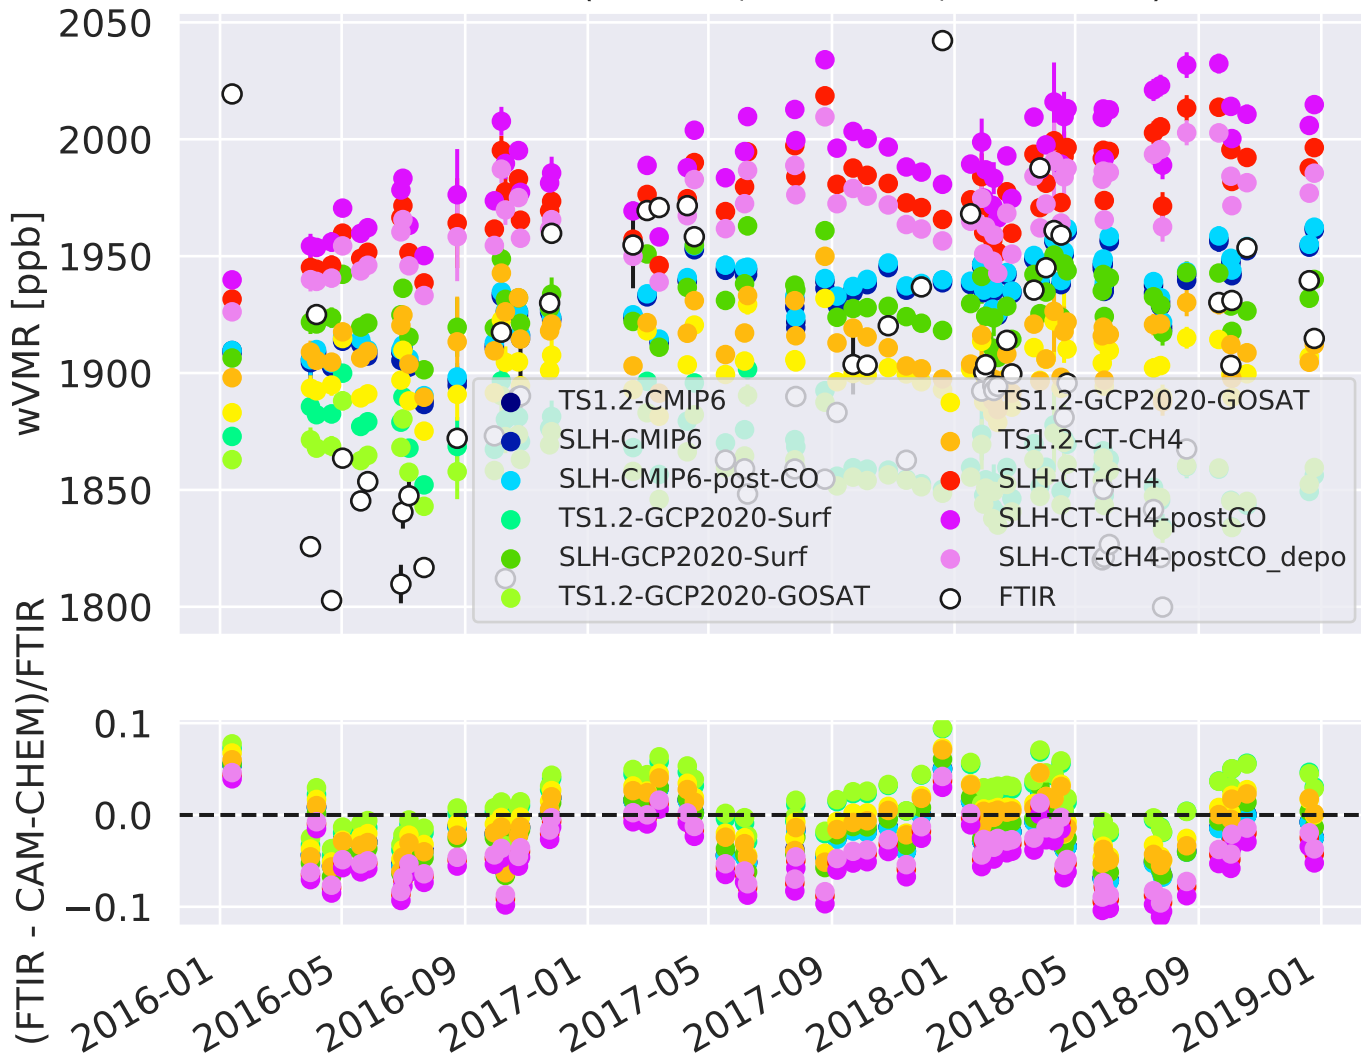 2050
2000
1950
1900
1850
1800
wVMR [ppb]
TS1.2-CMIP6
SLH-CMIP6
SLH-CMIP6-post-CO
TS1.2-GCP2020-Surf
SLH-GCP2020-Surf
TS1.2-GCP2020-GOSAT
TS1.2-GCP2020-GOSAT
TS1.2-CT-CH4
SLH-CT-CH4
SLH-CT-CH4-postCO
SLH-CT-CH4-postCO_depo
FTIR
(FTIR - CAM-CHEM)/FTIR
0.1
0.0
−0.1
2016-01
2016-05
2016-09
2017-01
2017-05
2017-09
2018-01
2018-05
2018-09
2019-01